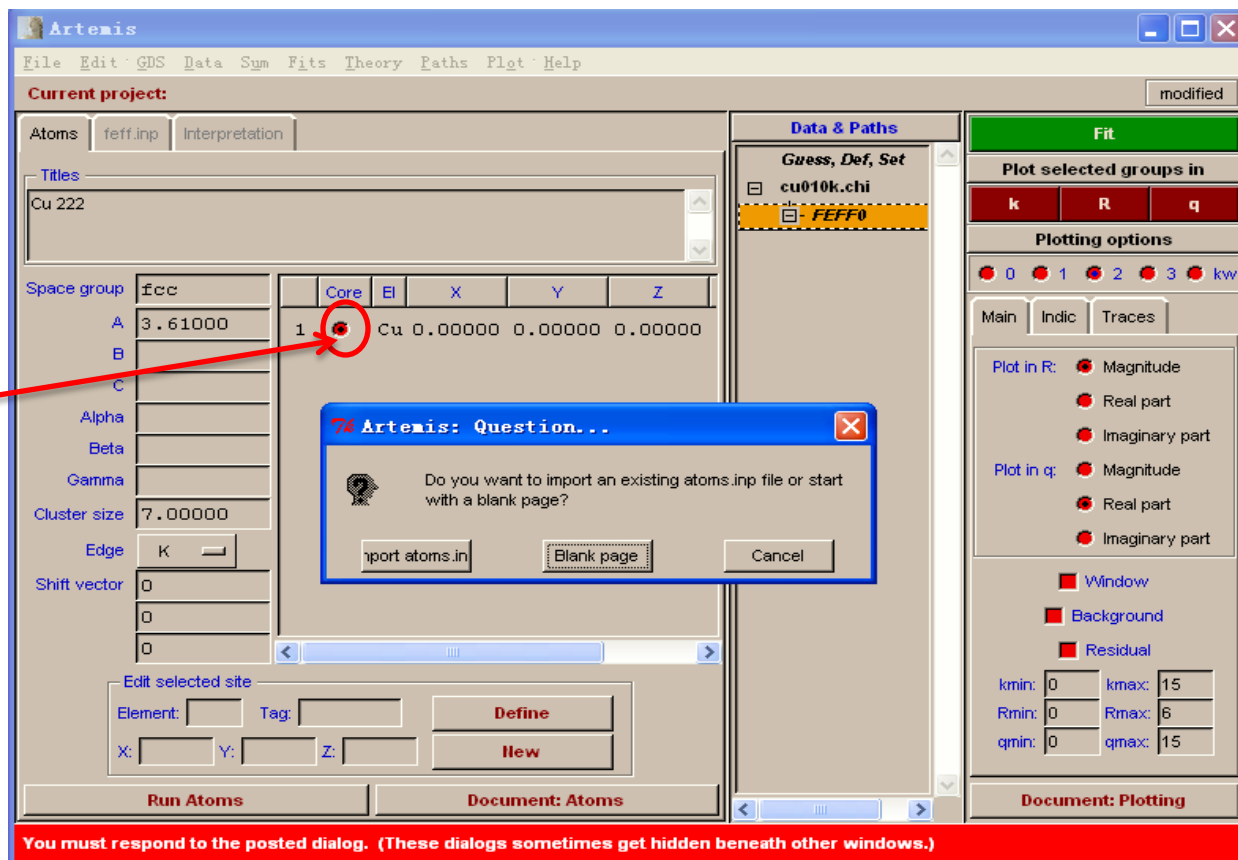 Artemis
File Edit GDS Data Sum Fits Theory Paths Plot Help
Current project:
modified
Atoms feff.inp Interpretation
Titles
Cu 222
Space group fcc
A 3.61000
B
C
Alpha
Beta
Gamma
Cluster size 7.00000
Edge K
Shift vector 0
0
0
Core El X Y Z
1 Cu 0.00000 0.00000 0.00000
Artemis: Question...
Do you want to import an existing atoms.inp file or start
with a blank page?
mport atoms.in Blank page Cancel
Edit selected site
Element: Tag: Define
X: Y: Z: New
Run Atoms Document: Atoms
Data & Paths
Guess, Def, Set
cu010k.chi
FEFF0
Fit
Plot selected groups in
k R q
Plotting options
0 1 2 3 kw
Main Indic Traces
Plot in R: Magnitude
Real part
Imaginary part
Plot in q: Magnitude
Real part
Imaginary part
Window
Background
Residual
kmin: 0 kmax: 15
Rmin: 0 Rmax: 6
qmin: 0 qmax: 15
Document: Plotting
You must respond to the posted dialog. (These dialogs sometimes get hidden beneath other windows.)